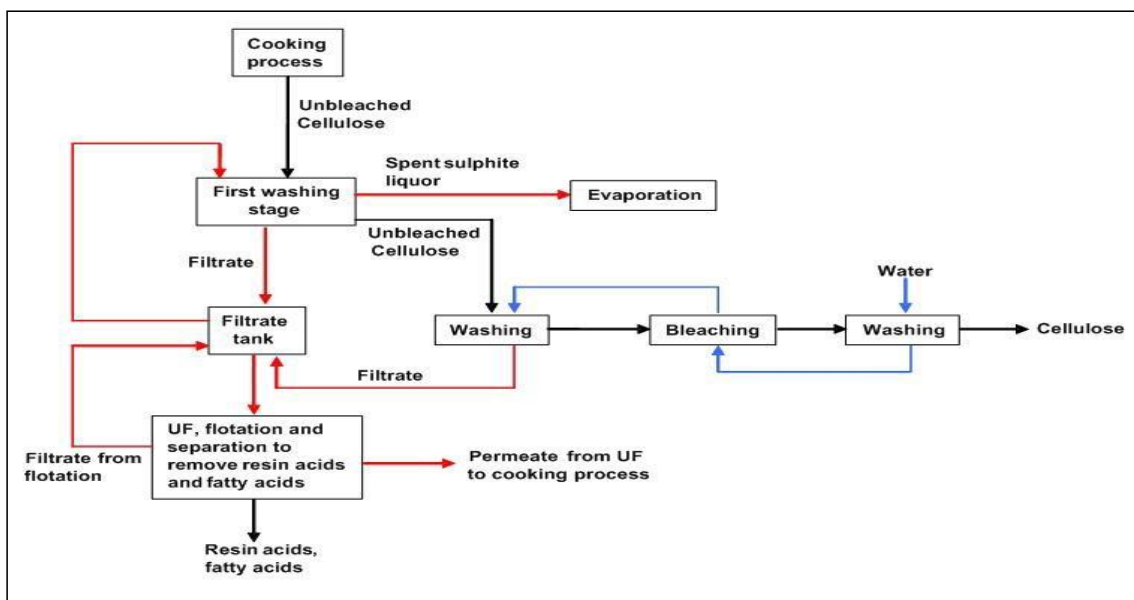 Cooking
process
Unbleached
Cellulose
Spent sulphite
liquor
First washing
stage
Evaporation
Unbleached
Cellulose
Filtrate
Water
Filtrate
tank
Washing
Bleaching
Washing
Cellulose
Filtrate
UF, flotation and
separation to
remove resin acids
and fatty acids
Filtrate from
flotation
Permeate from UF
to cooking process
Resin acids,
fatty acids